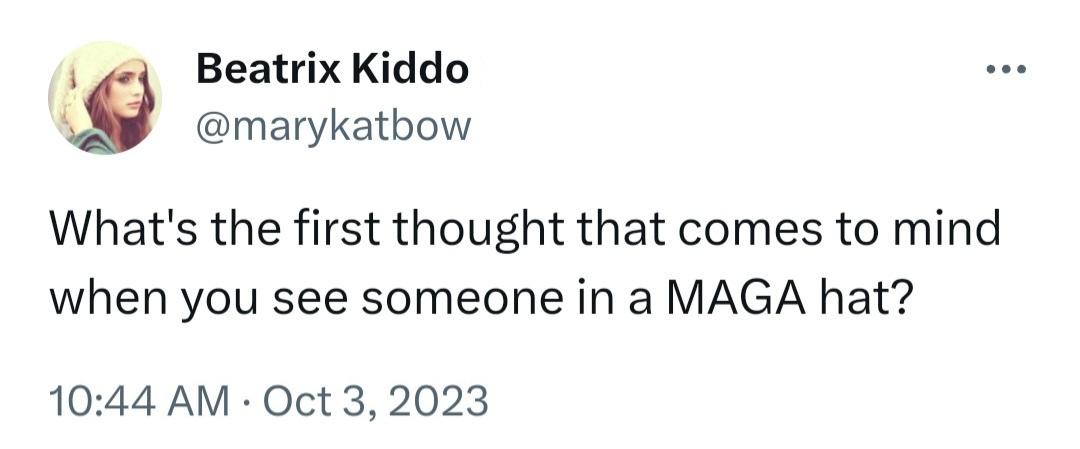 Beatrix Kiddo
@marykatbow
What's the first thought that comes to mind
when you see someone in a MAGA hat?
10:44 AM · Oct 3, 2023